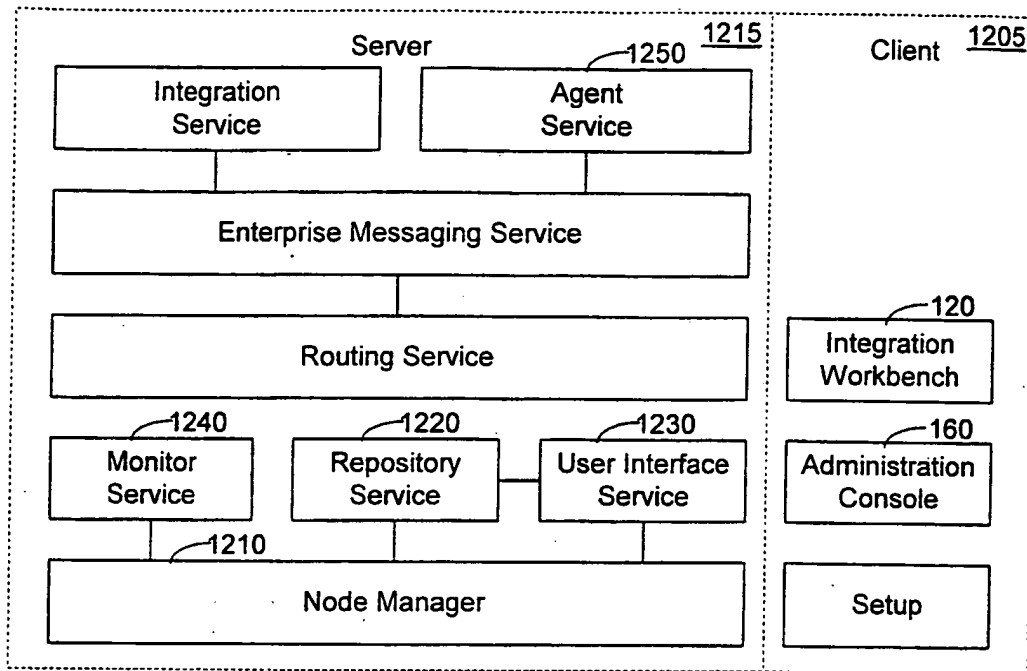 Server
1215
Client
1205
Integration
Service
1250
Agent
Service
Enterprise Messaging Service
Routing Service
120
Integration
Workbench
1240
Monitor
Service
1220
Repository
Service
1230
User Interface
Service
160
Administration
Console
1210
Node Manager
Setup